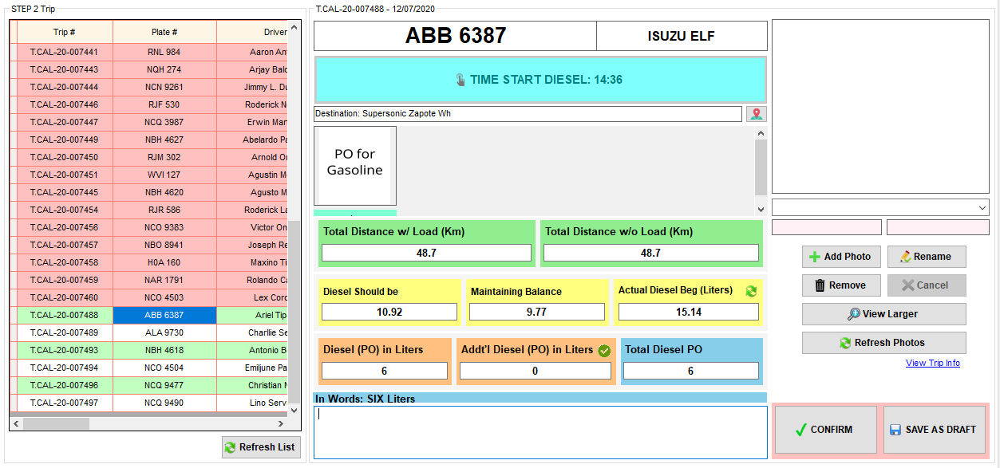 STEP 2 Trip
Trip # Plate # Driver
T.CAL-20-007441 RNL 984 Aaron An
T.CAL-20-007443 NQH 274 Arjay Balc
T.CAL-20-007444 NCN 9261 Jimmy L. Du
T.CAL-20-007446 RJF 530 Roderick N
T.CAL-20-007447 NCQ 3987 Erwin Mar
T.CAL-20-007449 NBH 4627 Abelardo Pa
T.CAL-20-007450 RJM 302 Arnold Or
T.CAL-20-007451 WVI 127 Agustin M
T.CAL-20-007445 NBH 4620 Agusto M
T.CAL-20-007454 RJR 586 Roderick La
T.CAL-20-007456 NCO 9383 Victor On
T.CAL-20-007457 NBO 8941 Joseph Re
T.CAL-20-007458 H0A 160 Maxino Ti
T.CAL-20-007459 NAR 1791 Rolando Ca
T.CAL-20-007460 NCO 4503 Lex Corc
T.CAL-20-007488 ABB 6387 Ariel Tip
T.CAL-20-007489 ALA 9730 Charllie Se
T.CAL-20-007493 NBH 4618 Antonio B
T.CAL-20-007494 NCO 4504 Emiljune Pa
T.CAL-20-007496 NCQ 9477 Christian N
T.CAL-20-007497 NCQ 9490 Lino Serv
Refresh List
T.CAL-20-007488 - 12/07/2020
ABB 6387 ISUZU ELF
TIME START DIESEL: 14:36
Destination: Supersonic Zapote Wh
PO for
Gasoline
Total Distance w/ Load (Km) Total Distance w/o Load (Km)
48.7 48.7
Diesel Should be Maintaining Balance Actual Diesel Beg (Liters)
10.92 9.77 15.14
Diesel (PO) in Liters Addt'l Diesel (PO) in Liters Total Diesel PO
6 0 6
In Words: SIX Liters
Add Photo Rename
Remove Cancel
View Larger
Refresh Photos
View Trip Info
CONFIRM SAVE AS DRAFT